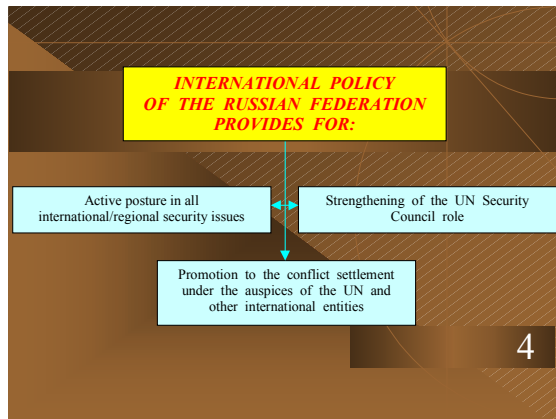 INTERNATIONAL POLICY
OF THE RUSSIAN FEDERATION
PROVIDES FOR:
Active posture in all
international/regional security issues
Strengthening of the UN Security
Council role
Promotion to the conflict settlement
under the auspices of the UN and
other international entities
4